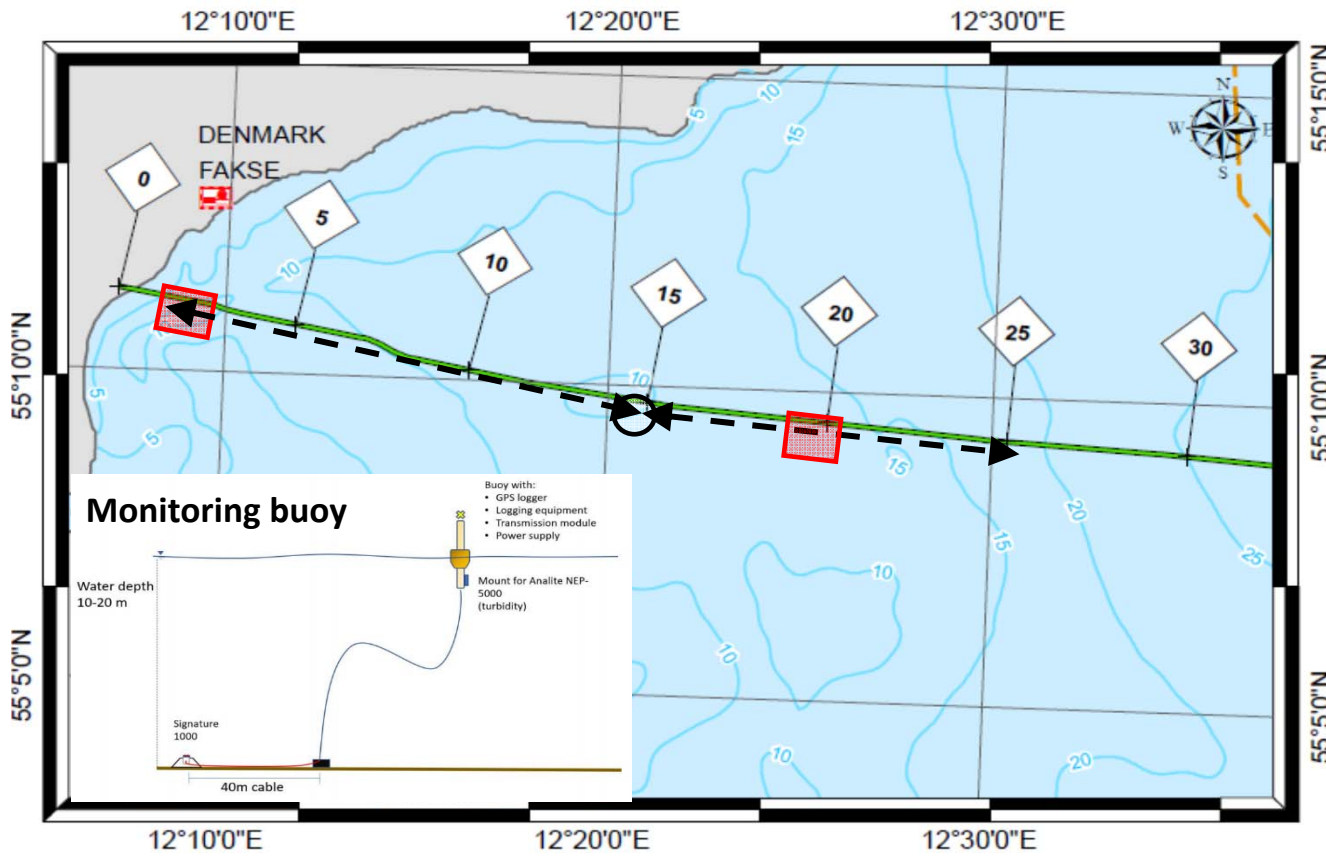 12°10'0"E
12°20'0"E
12°30'0"E
55°15'0"N
N
W
E
S
10
5
15
DENMARK
FAKSE
0
5
10
15
20
25
30
10
10
5
5
15
15
20
25
10
10
10
20
55°10'0"N
55°10'0"N
55°5'0"N
55°5'0"N
Monitoring buoy
Buoy with:
• GPS logger
• Logging equipment
• Transmission module
• Power supply
Water depth
10-20 m
Mount for Analite NEP-
5000
(turbidity)
Signature
1000
40m cable
12°10'0"E
12°20'0"E
12°30'0"E